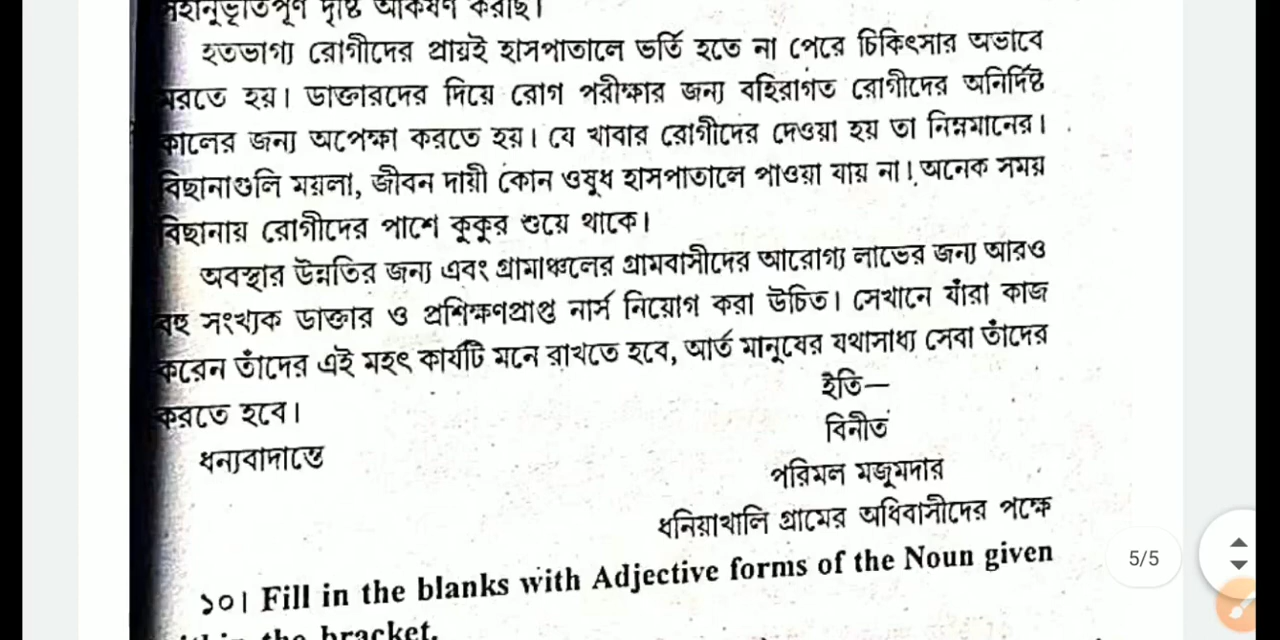 সহানুভূতিপূর্ণ দৃষ্টি আকর্ষণ করছি।
হতভাগ্য রোগীদের প্রায়ই হাসপাতালে ভর্তি হতে না পেরে চিকিৎসার অভাবে
মরতে হয়। ডাক্তারদের দিয়ে রোগ পরীক্ষার জন্য বহিরাগত রোগীদের অনির্দিষ্ট
কালের জন্য অপেক্ষা করতে হয়। যে খাবার রোগীদের দেওয়া হয় তা নিম্নমানের।
বিছানাগুলি ময়লা, জীবন দায়ী কোন ওষুধ হাসপাতালে পাওয়া যায় না। অনেক সময়
বিছানায় রোগীদের পাশে কুকুর শুয়ে থাকে।
অবস্থার উন্নতির জন্য এবং গ্রামাঞ্চলের গ্রামবাসীদের আরোগ্য লাভের জন্য আরও
বহু সংখ্যক ডাক্তার ও প্রশিক্ষণপ্রাপ্ত নার্স নিয়োগ করা উচিত। সেখানে যাঁরা কাজ
করেন তাঁদের এই মহৎ কার্যটি মনে রাখতে হবে, আর্ত মানুষের যথাসাধ্য সেবা তাঁদের
করতে হবে।
ইতি—
বিনীত
ধন্যবাদান্তে
পরিমল মজুমদার
ধনিয়াখালি গ্রামের অধিবাসীদের পক্ষে
5/5
১০। Fill in the blanks with Adjective forms of the Noun given
the bracket.